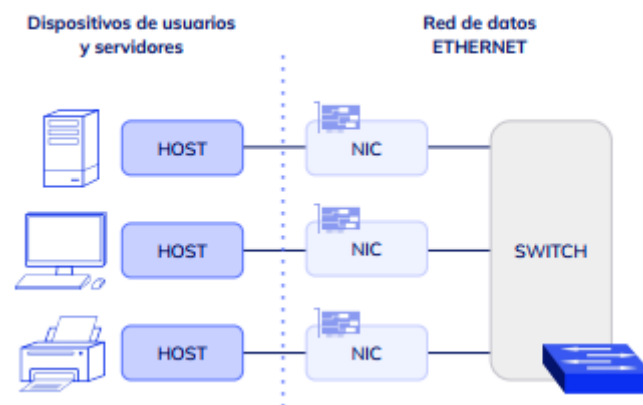 Dispositivos de usuarios
y servidores
Red de datos
ETHERNET
HOST
NIC
HOST
NIC
SWITCH
HOST
NIC